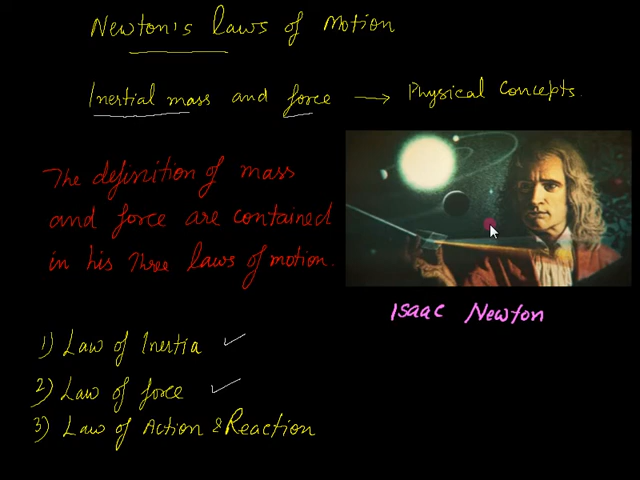 Newton's laws of Motion
Inertial mass and force → Physical Concepts.
The definition of mass
and force are contained
in his Three laws of motion.
Isaac Newton
1) Law of Inertia ✓
2) Law of force ✓
3) Law of Action & Reaction